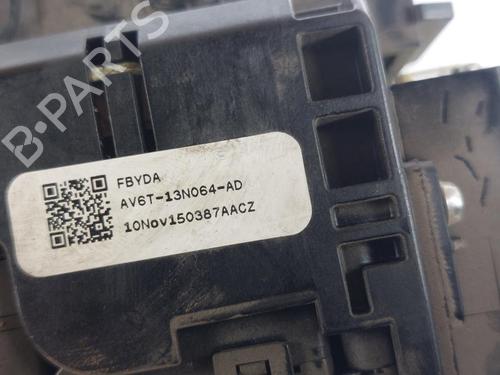 B-PARTS
FBYDA
AV6T-13N064-AD
10Nov150387AACZ